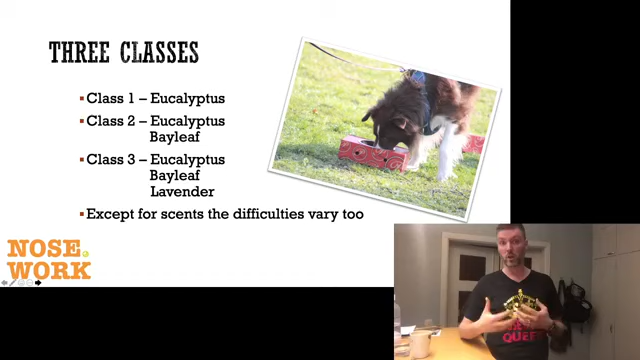 THREE CLASSES
Class 1 – Eucalyptus
Class 2 – Eucalyptus
Bayleaf
Class 3 – Eucalyptus
Bayleaf
Lavender
Except for scents the difficulties vary too
NOSE
WORK
QUEE